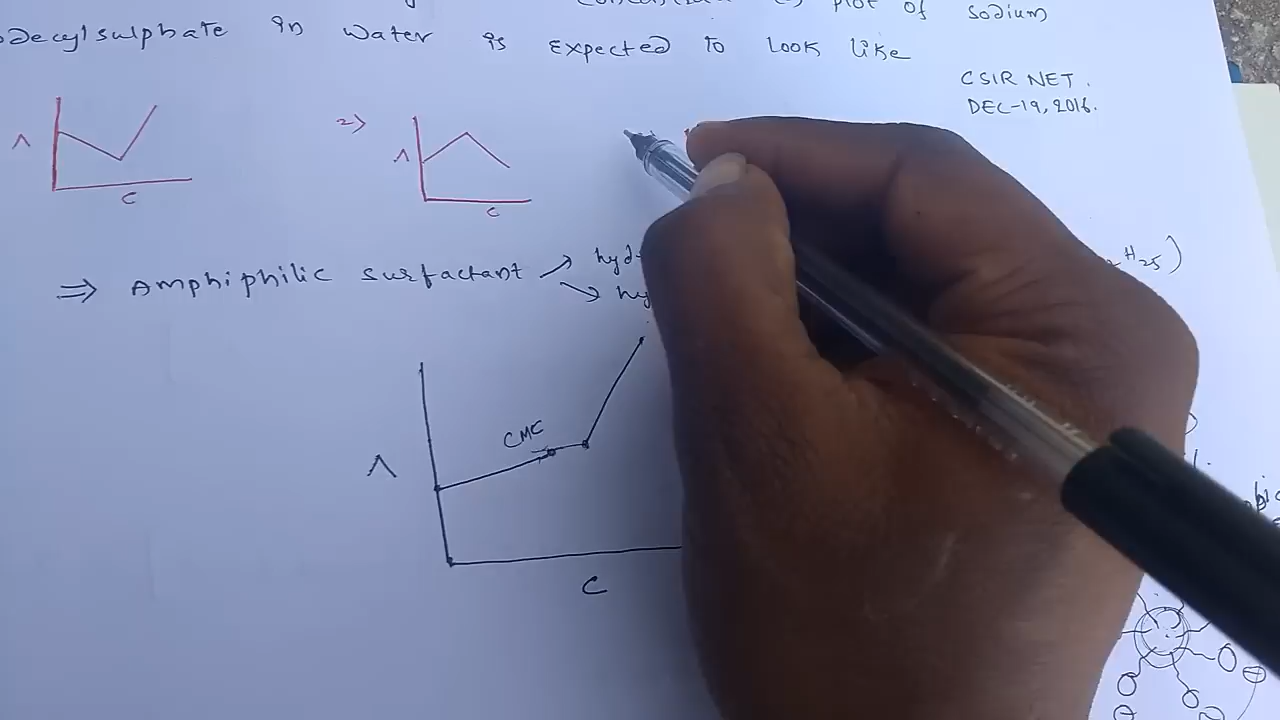 plot of sodium
decylsulphate in water is expected to look like
CSIR NET.
DEC-19, 2016.
Λ
C
2)
Λ
C
⇒ Amphiphilic surfactant
H25)
CMC
Λ
C